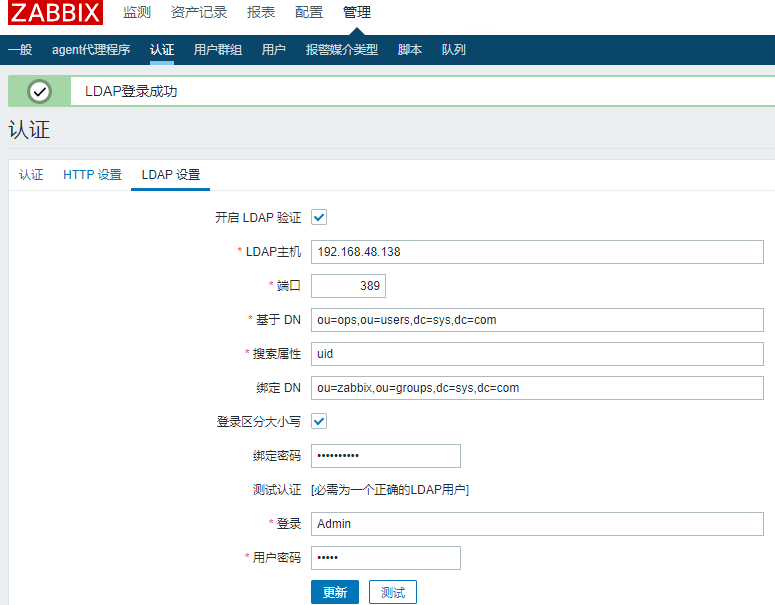 ZABBIX 监测 资产记录 报表 配置 管理
一般 agent代理程序 认证 用户群组 用户 报警媒介类型 脚本 队列
LDAP登录成功
认证
认证 HTTP 设置 LDAP 设置
开启 LDAP 验证
* LDAP主机 192.168.48.138
* 端口 389
* 基于 DN ou=ops,ou=users,dc=sys,dc=com
* 搜索属性 uid
绑定 DN ou=zabbix,ou=groups,dc=sys,dc=com
登录区分大小写
绑定密码 ••••••••••
测试认证 [必需为一个正确的LDAP用户]
* 登录 Admin
* 用户密码 •••••
更新 测试